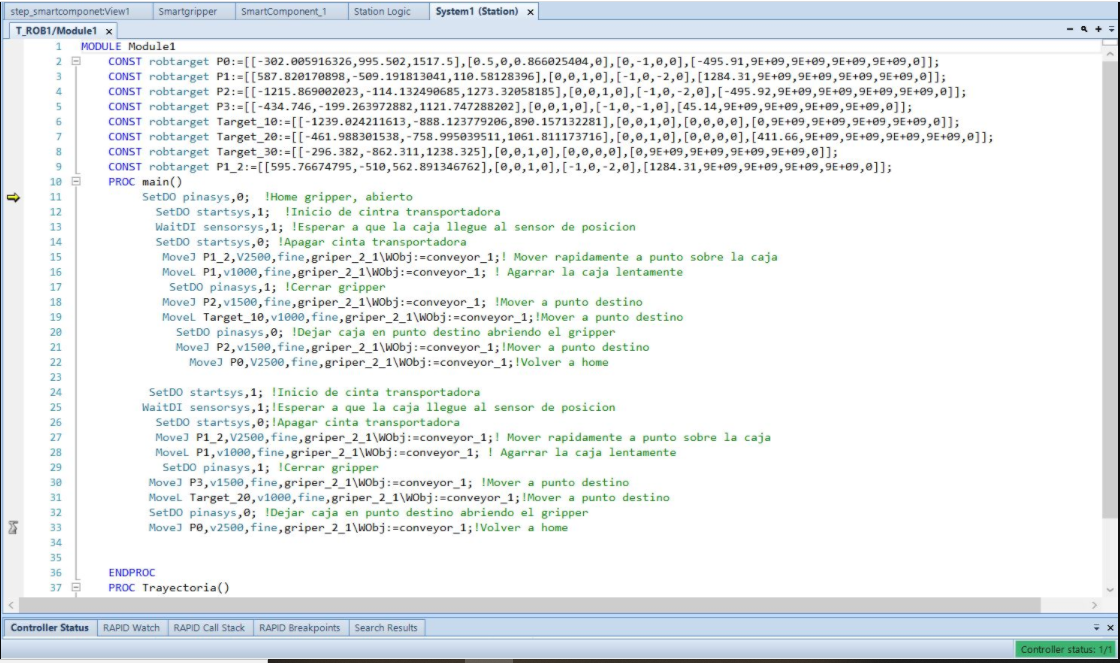 step_smartcomponet:View1 Smartgripper SmartComponent_1 Station Logic System1 (Station) x
T_ROB1/Module1 x
1 MODULE Module1
2 CONST robtarget P0:=[[-302.005916326,995.502,1517.5],[0.5,0,0.866025404,0],[0,-1,0,0],[-495.91,9E+09,9E+09,9E+09,9E+09,0]];
3 CONST robtarget P1:=[[587.820170898,-509.191813041,110.58128396],[0,0,1,0],[-1,0,-2,0],[1284.31,9E+09,9E+09,9E+09,9E+09,0]];
4 CONST robtarget P2:=[[-1215.869002023,-114.132490685,1273.32058185],[0,0,1,0],[-1,0,-2,0],[-495.92,9E+09,9E+09,9E+09,9E+09,0]];
5 CONST robtarget P3:=[[-434.746,-199.263972882,1121.747288202],[0,0,1,0],[-1,0,-1,0],[45.14,9E+09,9E+09,9E+09,9E+09,0]];
6 CONST robtarget Target_10:=[[-1239.024211613,-888.123779206,890.157132281],[0,0,1,0],[0,0,0,0],[0,9E+09,9E+09,9E+09,9E+09,0]];
7 CONST robtarget Target_20:=[[-461.988301538,-758.995039511,1061.811173716],[0,0,1,0],[0,0,0,0],[411.66,9E+09,9E+09,9E+09,9E+09,0]];
8 CONST robtarget Target_30:=[[-296.382,-862.311,1238.325],[0,0,1,0],[0,0,0,0],[0,9E+09,9E+09,9E+09,9E+09,0]];
9 CONST robtarget P1_2:=[[595.76674795,-510,562.891346762],[0,0,1,0],[-1,0,-2,0],[1284.31,9E+09,9E+09,9E+09,9E+09,0]];
10 PROC main()
11 SetDO pinasys,0; !Home gripper, abierto
12 SetDO startsys,1; !Inicio de cintra transportadora
13 WaitDI sensorsys,1; !Esperar a que la caja llegue al sensor de posicion
14 SetDO startsys,0; !Apagar cinta transportadora
15 MoveJ P1_2,V2500,fine,griper_2_1\WObj:=conveyor_1;! Mover rapidamente a punto sobre la caja
16 MoveL P1,v1000,fine,griper_2_1\WObj:=conveyor_1; ! Agarrar la caja lentamente
17 SetDO pinasys,1; !Cerrar gripper
18 MoveJ P2,v1500,fine,griper_2_1\WObj:=conveyor_1; !Mover a punto destino
19 MoveL Target_10,v1000,fine,griper_2_1\WObj:=conveyor_1;!Mover a punto destino
20 SetDO pinasys,0; !Dejar caja en punto destino abriendo el gripper
21 MoveJ P2,v1500,fine,griper_2_1\WObj:=conveyor_1;!Mover a punto destino
22 MoveJ P0,V2500,fine,griper_2_1\WObj:=conveyor_1;!Volver a home
23
24 SetDO startsys,1; !Inicio de cinta transportadora
25 WaitDI sensorsys,1;!Esperar a que la caja llegue al sensor de posicion
26 SetDO startsys,0;!Apagar cinta transportadora
27 MoveJ P1_2,V2500,fine,griper_2_1\WObj:=conveyor_1;! Mover rapidamente a punto sobre la caja
28 MoveL P1,v1000,fine,griper_2_1\WObj:=conveyor_1; ! Agarrar la caja lentamente
29 SetDO pinasys,1; !Cerrar gripper
30 MoveJ P3,v1500,fine,griper_2_1\WObj:=conveyor_1; !Mover a punto destino
31 MoveL Target_20,v1000,fine,griper_2_1\WObj:=conveyor_1;!Mover a punto destino
32 SetDO pinasys,0; !Dejar caja en punto destino abriendo el gripper
33 MoveJ P0,v2500,fine,griper_2_1\WObj:=conveyor_1;!Volver a home
34
35
36 ENDPROC
37 PROC Trayectoria()
Controller Status RAPID Watch RAPID Call Stack RAPID Breakpoints Search Results
Controller status: 1/1